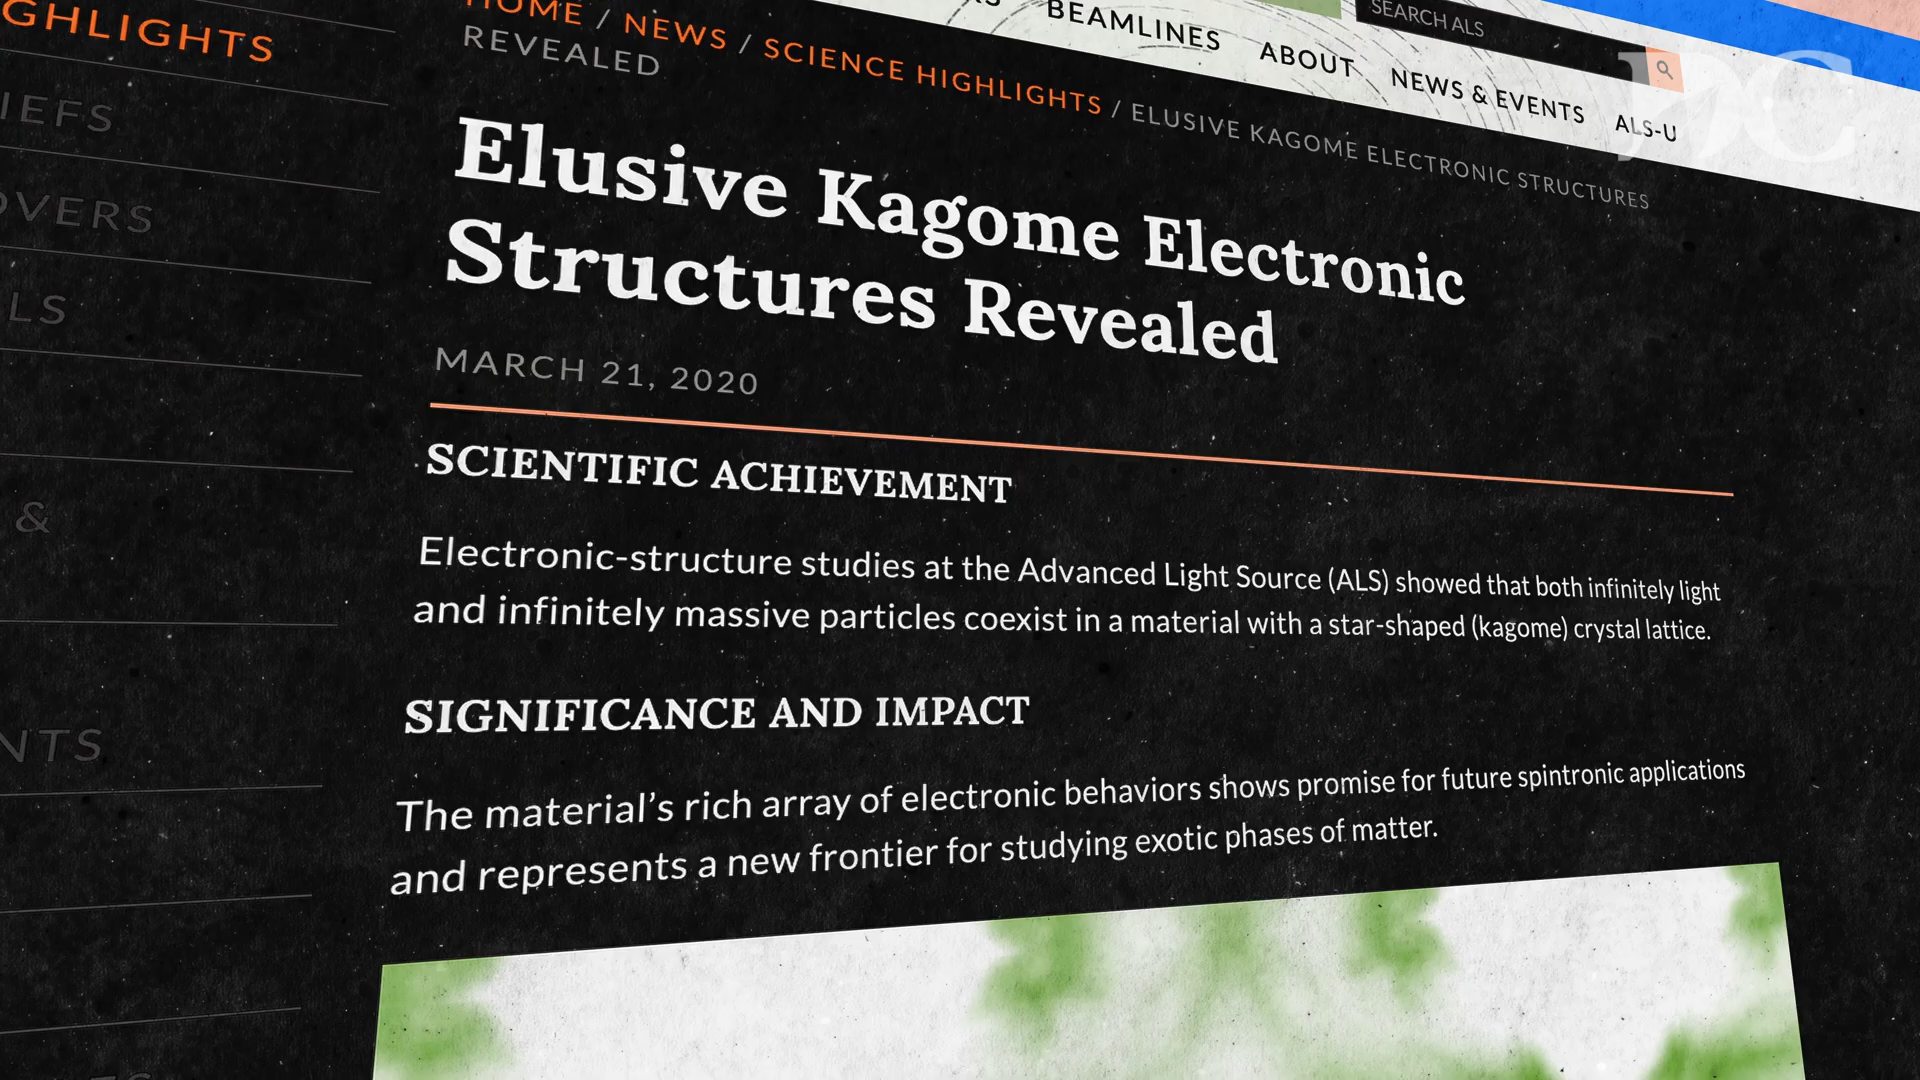 BEAMLINES
ABOUT
NEWS & EVENTS
ALS-U
SEARCH ALS
HOME / NEWS / SCIENCE HIGHLIGHTS / ELUSIVE KAGOME ELECTRONIC STRUCTURES
REVEALED
Elusive Kagome Electronic
Structures Revealed
MARCH 21, 2020
SCIENTIFIC ACHIEVEMENT
Electronic-structure studies at the Advanced Light Source (ALS) showed that both infinitely light
and infinitely massive particles coexist in a material with a star-shaped (kagome) crystal lattice.
SIGNIFICANCE AND IMPACT
The material’s rich array of electronic behaviors shows promise for future spintronic applications
and represents a new frontier for studying exotic phases of matter.
GHLIGHTS
IEFS
OVERS
LS
&
NTS